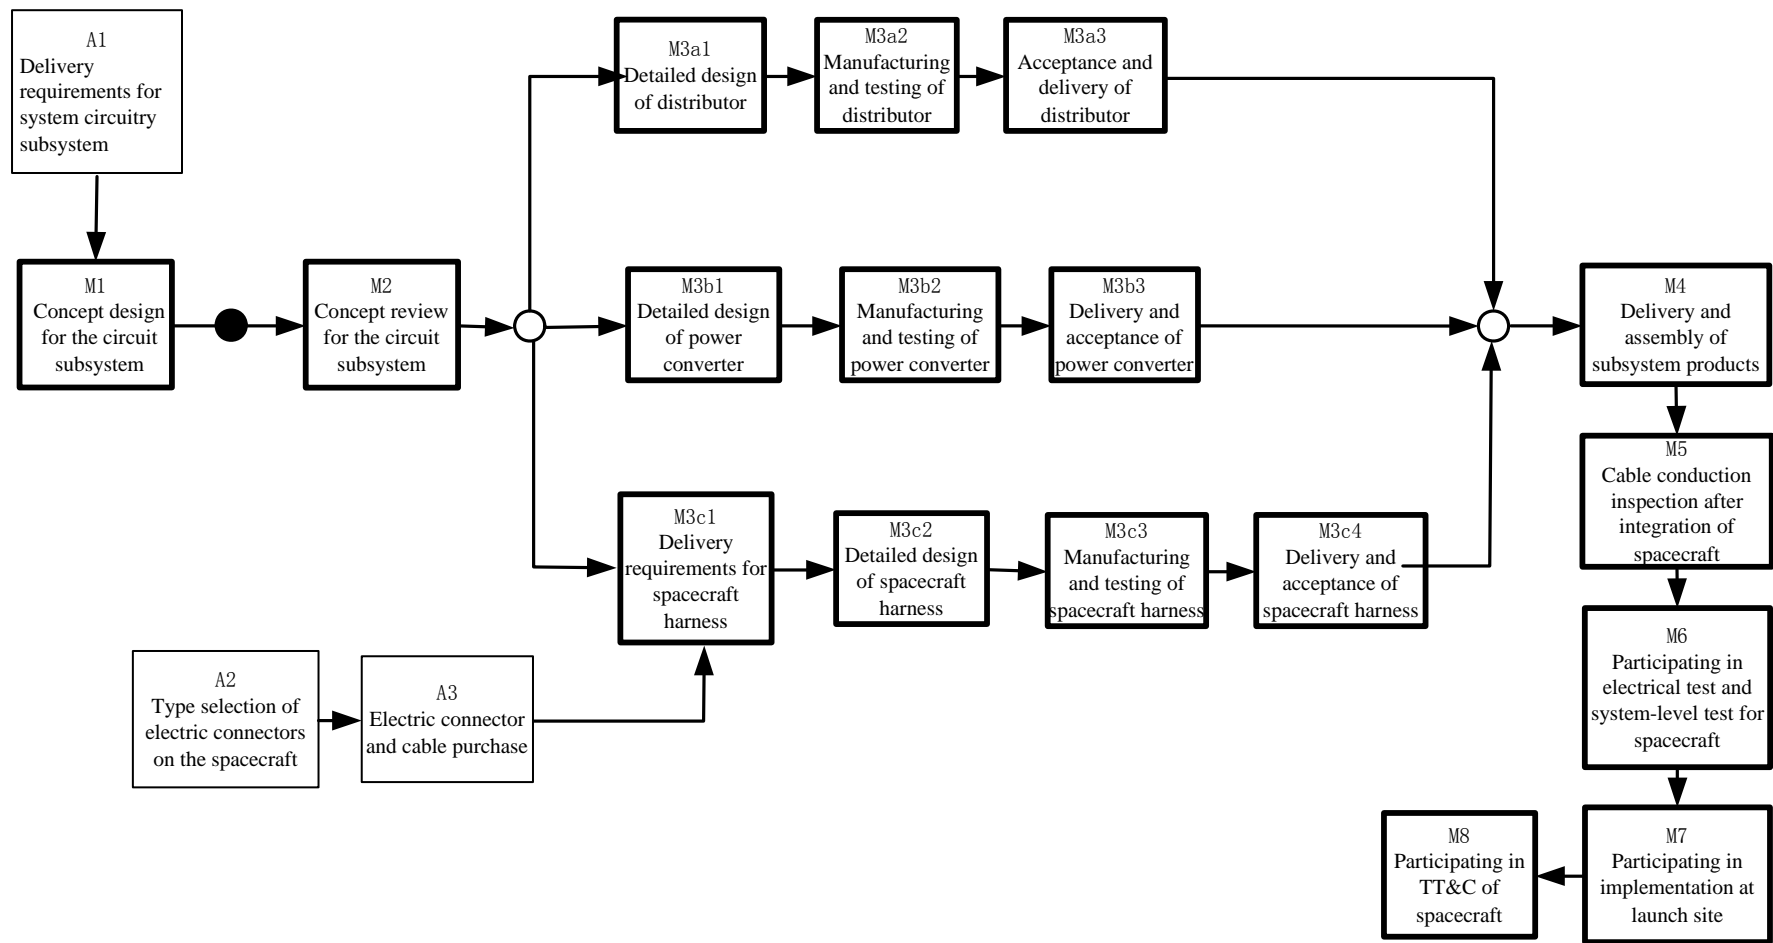 A1
Delivery
requirements for
system circuitry
subsystem
M3a1
Detailed design
of distributor
M3a2
Manufacturing
and testing of
distributor
M3a3
Acceptance and
delivery of
distributor
M1
Concept design
for the circuit
subsystem
M2
Concept review
for the circuit
subsystem
M3b1
Detailed design
of power
converter
M3b2
Manufacturing
and testing of
power converter
M3b3
Delivery and
acceptance of
power converter
M4
Delivery and
assembly of
subsystem products
M5
Cable conduction
inspection after
integration of
spacecraft
M3c1
Delivery
requirements for
spacecraft
harness
M3c2
Detailed design
of spacecraft
harness
M3c3
Manufacturing
and testing of
spacecraft harness
M3c4
Delivery and
acceptance of
spacecraft harness
A2
Type selection of
electric connectors
on the spacecraft
A3
Electric connector
and cable purchase
M6
Participating in
electrical test and
system-level test for
spacecraft
M8
Participating in
TT&C of
spacecraft
M7
Participating in
implementation at
launch site